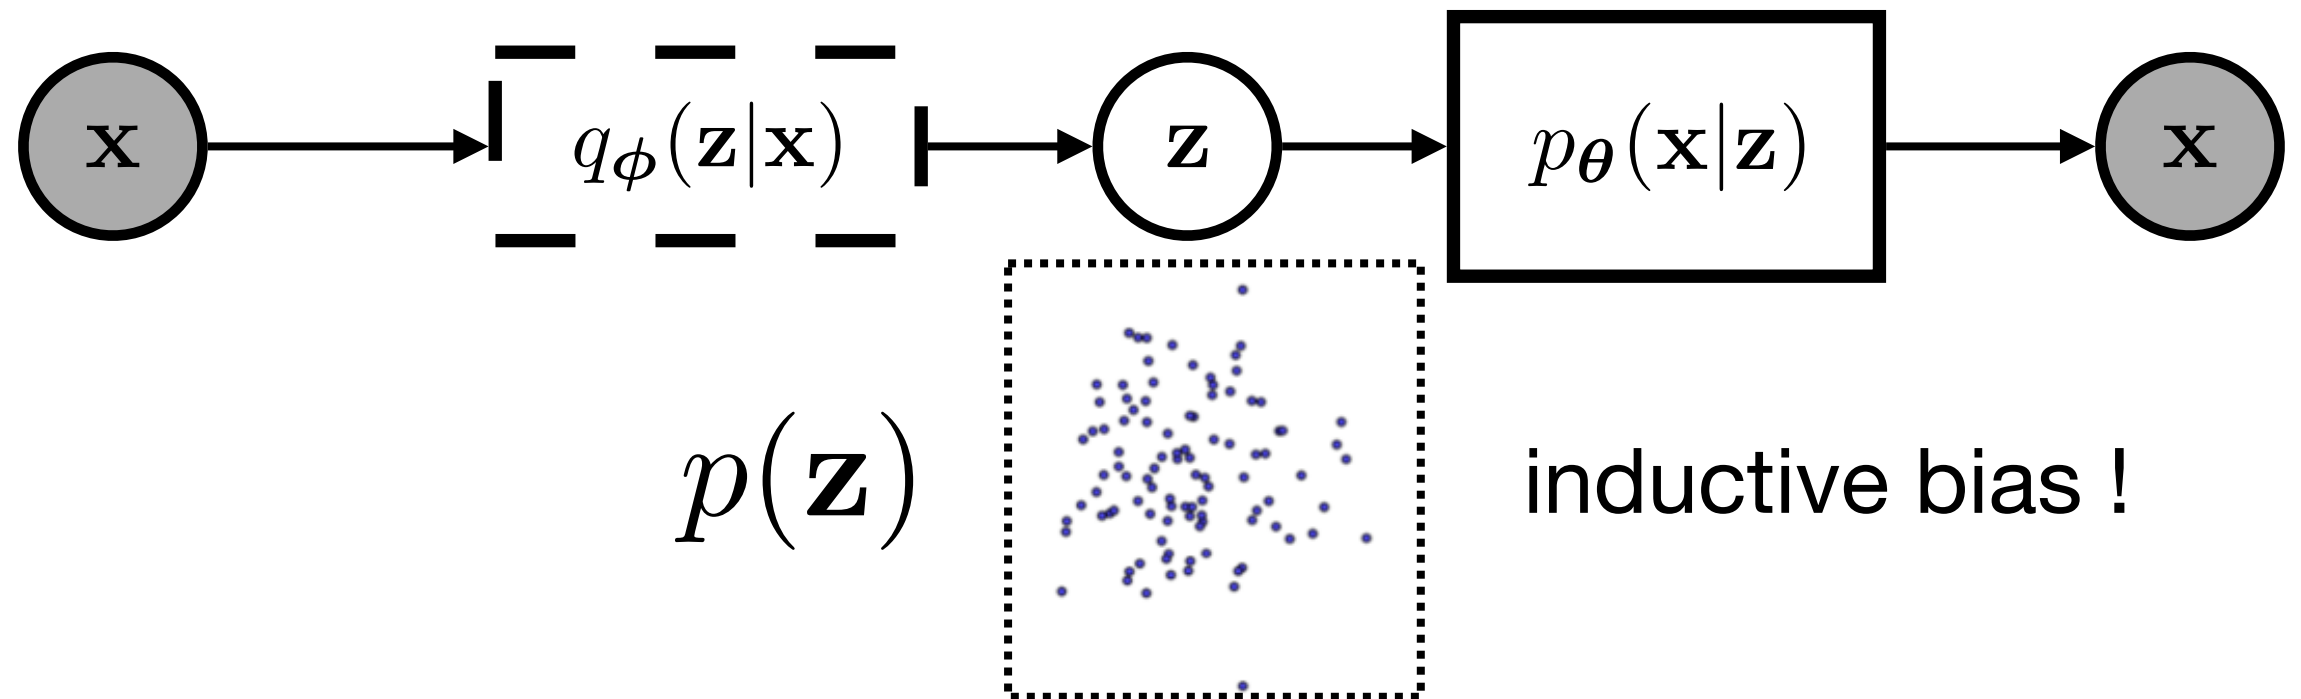 x q_ϕ(z|x) z p_θ(x|z) x
p(z) inductive bias !